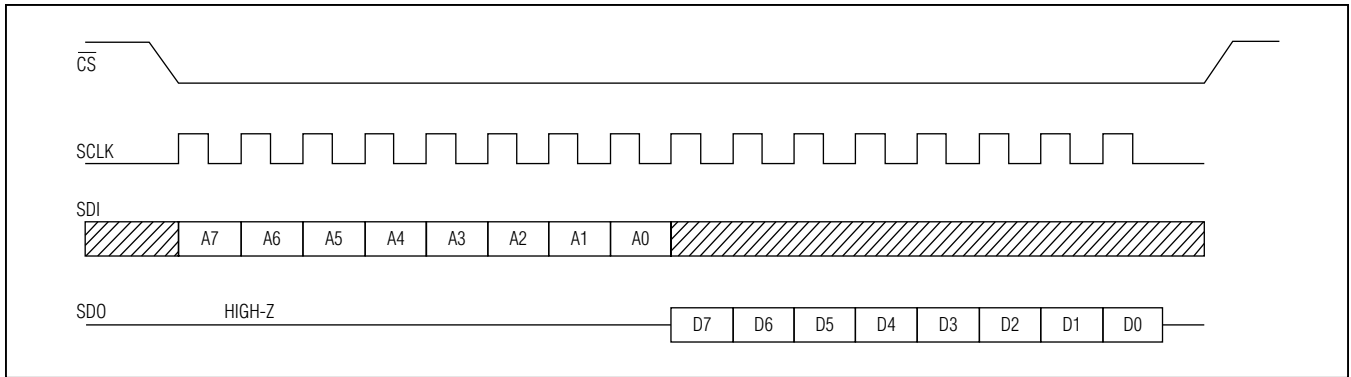 CS
SCLK
SDI
A7 A6 A5 A4 A3 A2 A1 A0
SDO HIGH-Z
D7 D6 D5 D4 D3 D2 D1 D0